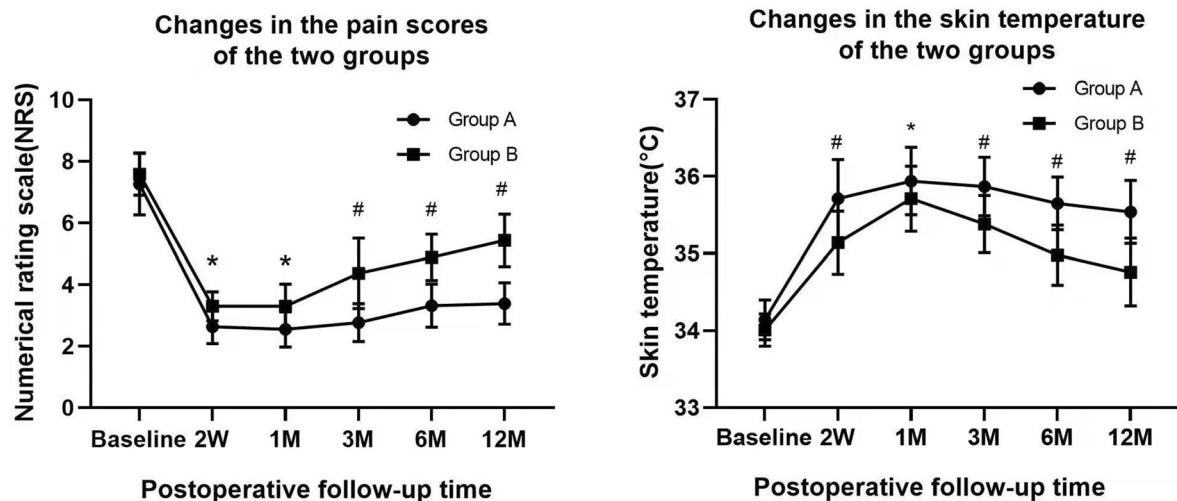 Changes in the pain scores
of the two groups
Numerical rating scale(NRS)
10
8
6
4
2
0
Group A
Group B
*
*
#
#
#
Baseline 2W 1M 3M 6M 12M
Postoperative follow-up time
Changes in the skin temperature
of the two groups
Skin temperature(°C)
37
36
35
34
33
Group A
Group B
#
*
#
#
#
Baseline 2W 1M 3M 6M 12M
Postoperative follow-up time